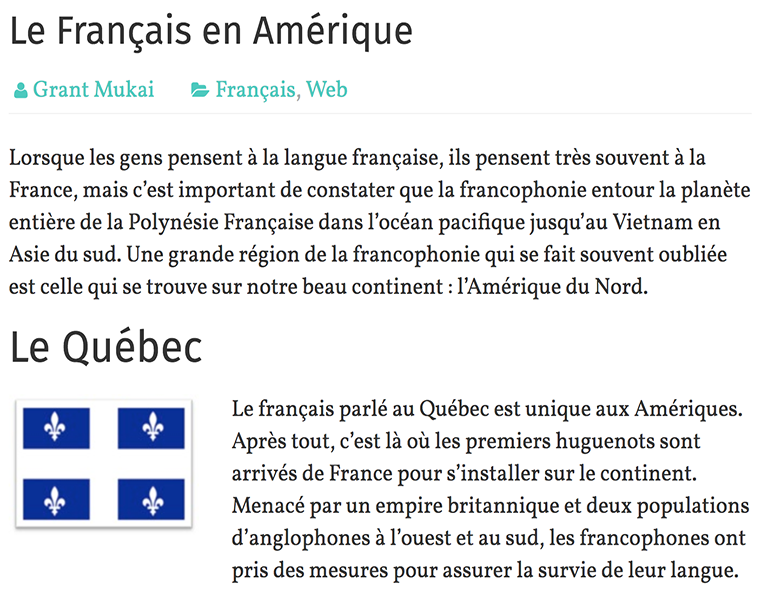 Le Français en Amérique
Grant Mukai Français, Web
Lorsque les gens pensent à la langue française, ils pensent très souvent à la
France, mais c’est important de constater que la francophonie entour la planète
entière de la Polynésie Française dans l’océan pacifique jusqu’au Vietnam en
Asie du sud. Une grande région de la francophonie qui se fait souvent oubliée
est celle qui se trouve sur notre beau continent : l’Amérique du Nord.
Le Québec
Le français parlé au Québec est unique aux Amériques.
Après tout, c’est là où les premiers huguenots sont
arrivés de France pour s’installer sur le continent.
Menacé par un empire britannique et deux populations
d’anglophones à l’ouest et au sud, les francophones ont
pris des mesures pour assurer la survie de leur langue.